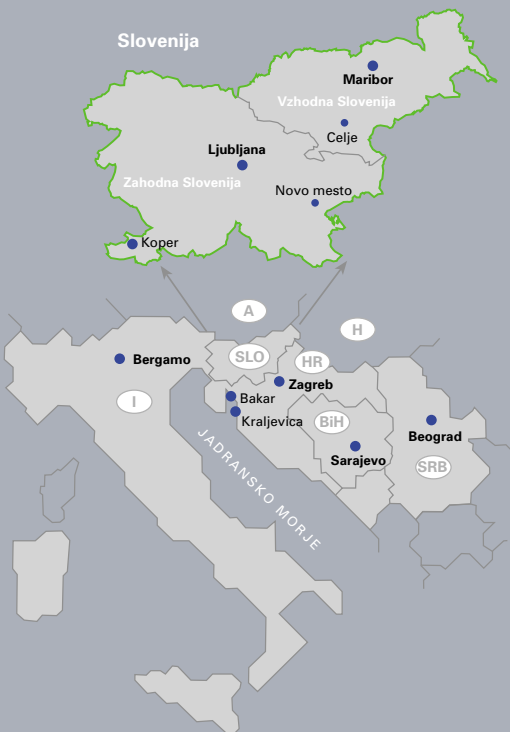 Slovenija
Maribor
Vzhodna Slovenija
Celje
Ljubljana
Zahodna Slovenija
Novo mesto
Koper
A
H
SLO
HR
Bergamo
Zagreb
I
Bakar
Kraljevica
BiH
Beograd
Sarajevo
SRB
JADRANSKO MORJE